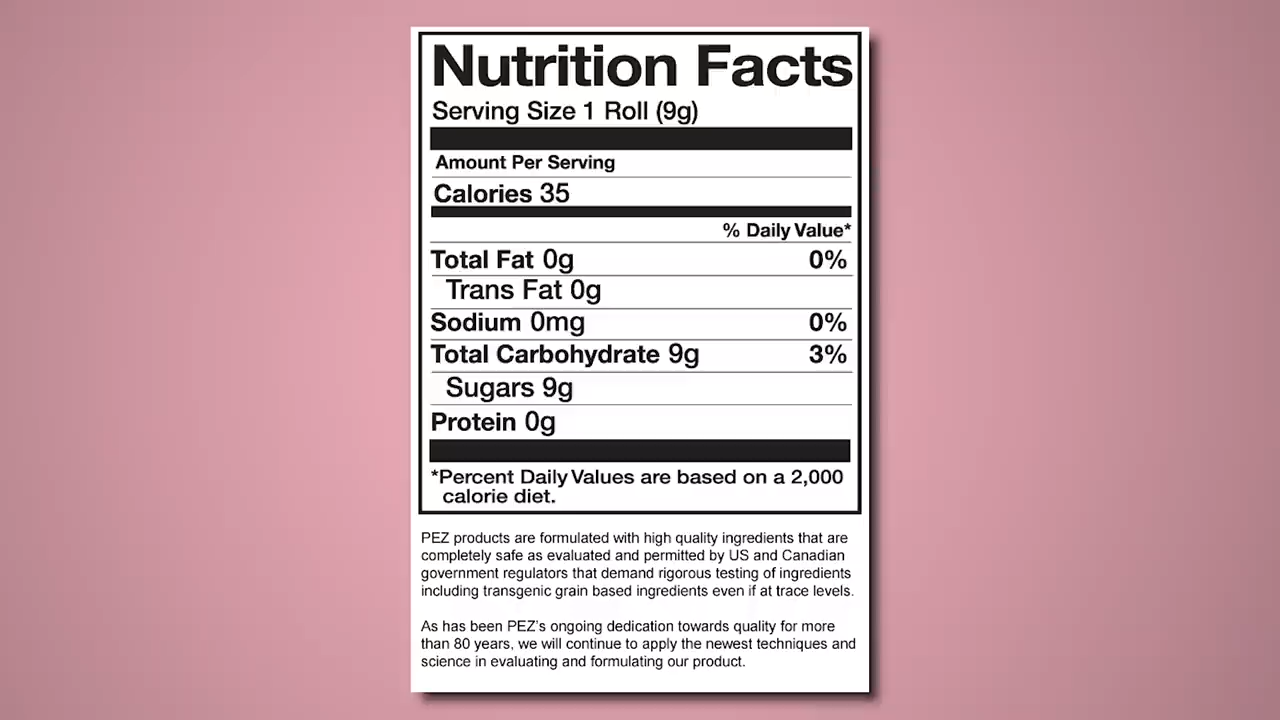 Nutrition Facts
Serving Size 1 Roll (9g)
Amount Per Serving
Calories 35
% Daily Value*
Total Fat 0g 0%
Trans Fat 0g
Sodium 0mg 0%
Total Carbohydrate 9g 3%
Sugars 9g
Protein 0g
*Percent Daily Values are based on a 2,000
calorie diet.
PEZ products are formulated with high quality ingredients that are
completely safe as evaluated and permitted by US and Canadian
government regulators that demand rigorous testing of ingredients
including transgenic grain based ingredients even if at trace levels.
As has been PEZ's ongoing dedication towards quality for more
than 80 years, we will continue to apply the newest techniques and
science in evaluating and formulating our product.